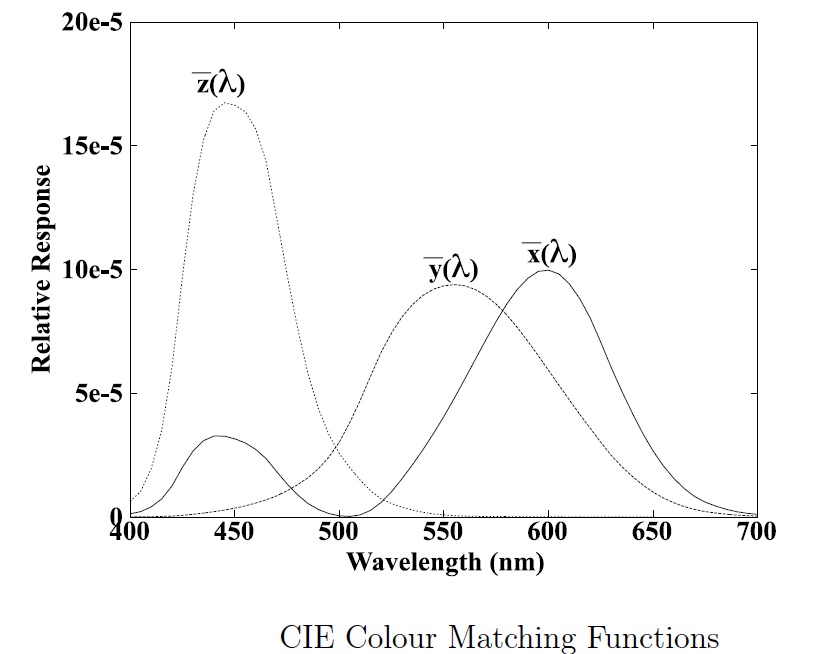 20e-5
z̅(λ)
15e-5
Relative Response
10e-5
y̅(λ)
x̅(λ)
5e-5
0
400 450 500 550 600 650 700
Wavelength (nm)
CIE Colour Matching Functions